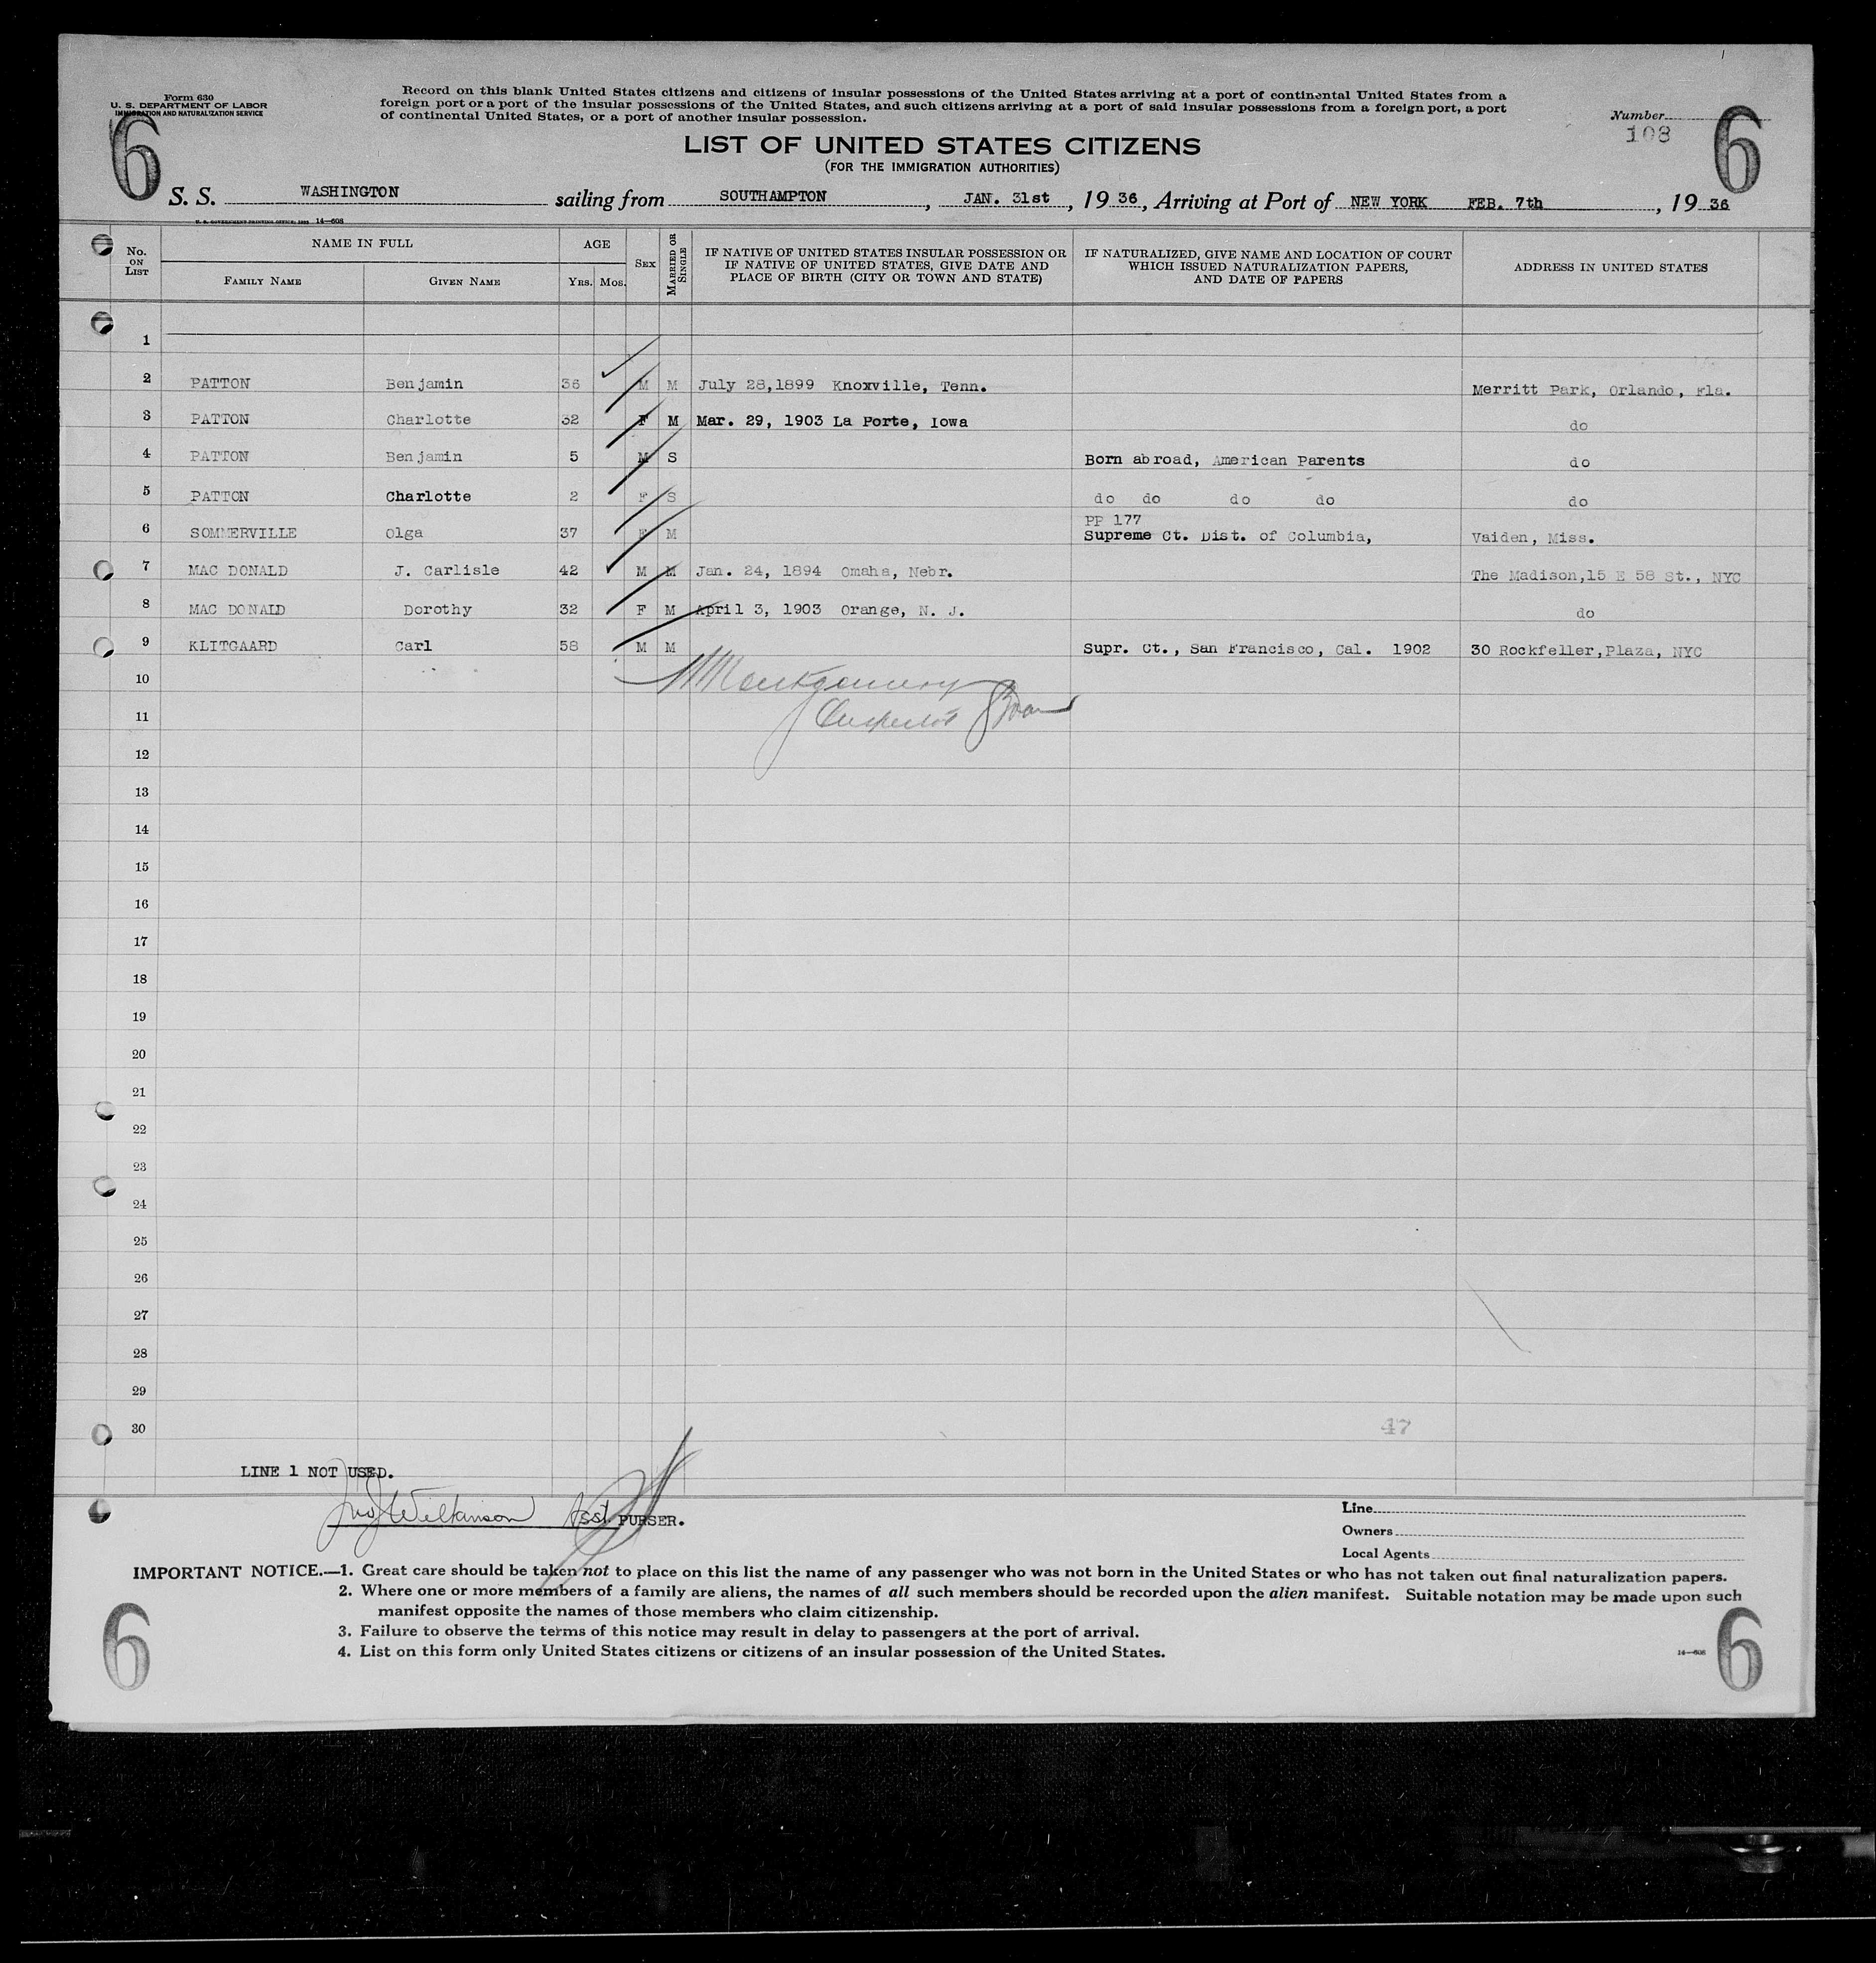 Form 630
U. S. DEPARTMENT OF LABOR
IMMIGRATION AND NATURALIZATION SERVICE
Record on this blank United States citizens and citizens of insular possessions of the United States arriving at a port of continental United States from a
foreign port or a port of the insular possessions of the United States, and such citizens arriving at a port of said insular possessions from a foreign port, a port
of continental United States, or a port of another insular possession.
Number
108
6
6
LIST OF UNITED STATES CITIZENS
(FOR THE IMMIGRATION AUTHORITIES)
S. S. WASHINGTON sailing from SOUTHAMPTON, JAN. 31st, 1936, Arriving at Port of NEW YORK FEB. 7th, 1936
U. S. GOVERNMENT PRINTING OFFICE: 14—608
No. ON LIST
NAME IN FULL
FAMILY NAME
GIVEN NAME
AGE
YRS. MOS.
SEX
MARRIED OR SINGLE
IF NATIVE OF UNITED STATES INSULAR POSSESSION OR
IF NATIVE OF UNITED STATES, GIVE DATE AND
PLACE OF BIRTH (CITY OR TOWN AND STATE)
IF NATURALIZED, GIVE NAME AND LOCATION OF COURT
WHICH ISSUED NATURALIZATION PAPERS,
AND DATE OF PAPERS
ADDRESS IN UNITED STATES
1
2 PATTON Benjamin 36 M M July 28,1899 Knoxville, Tenn. Merritt Park, Orlando, Fla.
3 PATTON Charlotte 32 F M Mar. 29, 1903 La Porte, Iowa do
4 PATTON Benjamin 5 M S Born abroad, American Parents do
5 PATTON Charlotte 2 F S do do do do do
PP 177
6 SOMMERVILLE Olga 37 F M Supreme Ct. Dist. of Columbia, Vaiden, Miss.
7 MAC DONALD J. Carlisle 42 M M Jan. 24, 1894 Omaha, Nebr. The Madison,15 E 58 St., NYC
8 MAC DONALD Dorothy 32 F M April 3, 1903 Orange, N. J. do
9 KLITGAARD Carl 58 M M Supr. Ct., San Francisco, Cal. 1902 30 Rockfeller,Plaza, NYC
10 Montgomery
11
12
13
14
15
16
17
18
19
20
21
22
23
24
25
26
27
28
29
30
47
LINE 1 NOT USED.
Wilkinson Asst. PURSER.
Line
Owners
Local Agents
IMPORTANT NOTICE.—1. Great care should be taken not to place on this list the name of any passenger who was not born in the United States or who has not taken out final naturalization papers.
2. Where one or more members of a family are aliens, the names of all such members should be recorded upon the alien manifest. Suitable notation may be made upon such
manifest opposite the names of those members who claim citizenship.
3. Failure to observe the terms of this notice may result in delay to passengers at the port of arrival.
4. List on this form only United States citizens or citizens of an insular possession of the United States.
14—608
6
6